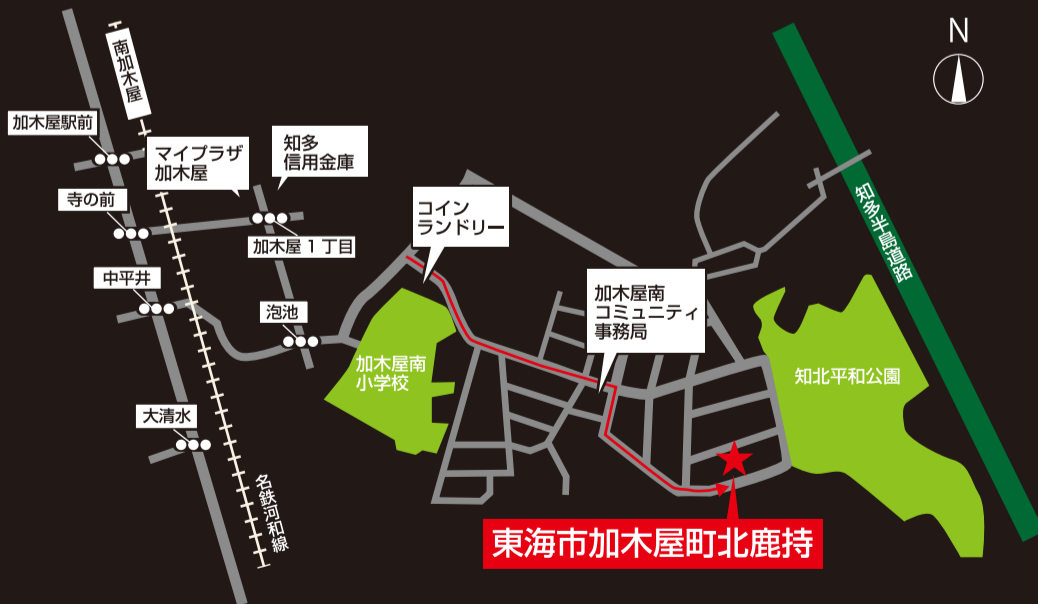 N
南加木屋
加木屋駅前
マイプラザ
加木屋
知多
信用金庫
寺の前
コイン
ランドリー
知多半島道路
加木屋1丁目
中平井
加木屋南
コミュニティ
事務局
泡池
加木屋南
小学校
知北平和公園
大清水
名鉄河和線
東海市加木屋町北鹿持